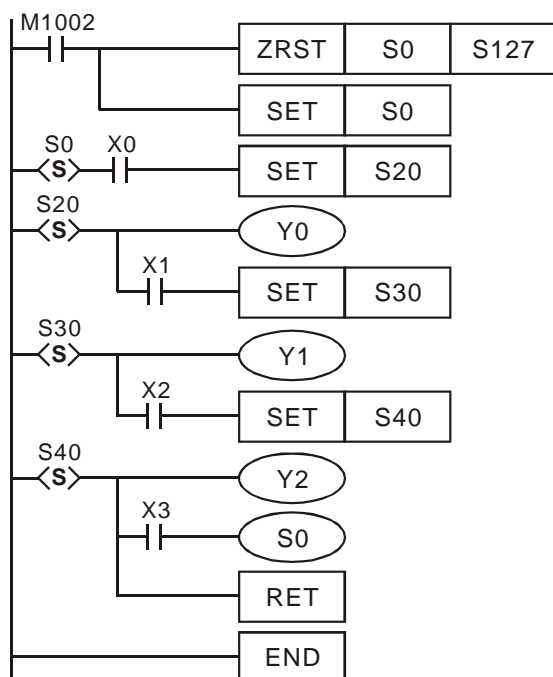 M1002
ZRST S0 S127
SET S0
S0 X0
S SET S20
S20
S Y0
X1
SET S30
S30
S Y1
X2
SET S40
S40
S Y2
X3
S0
RET
END